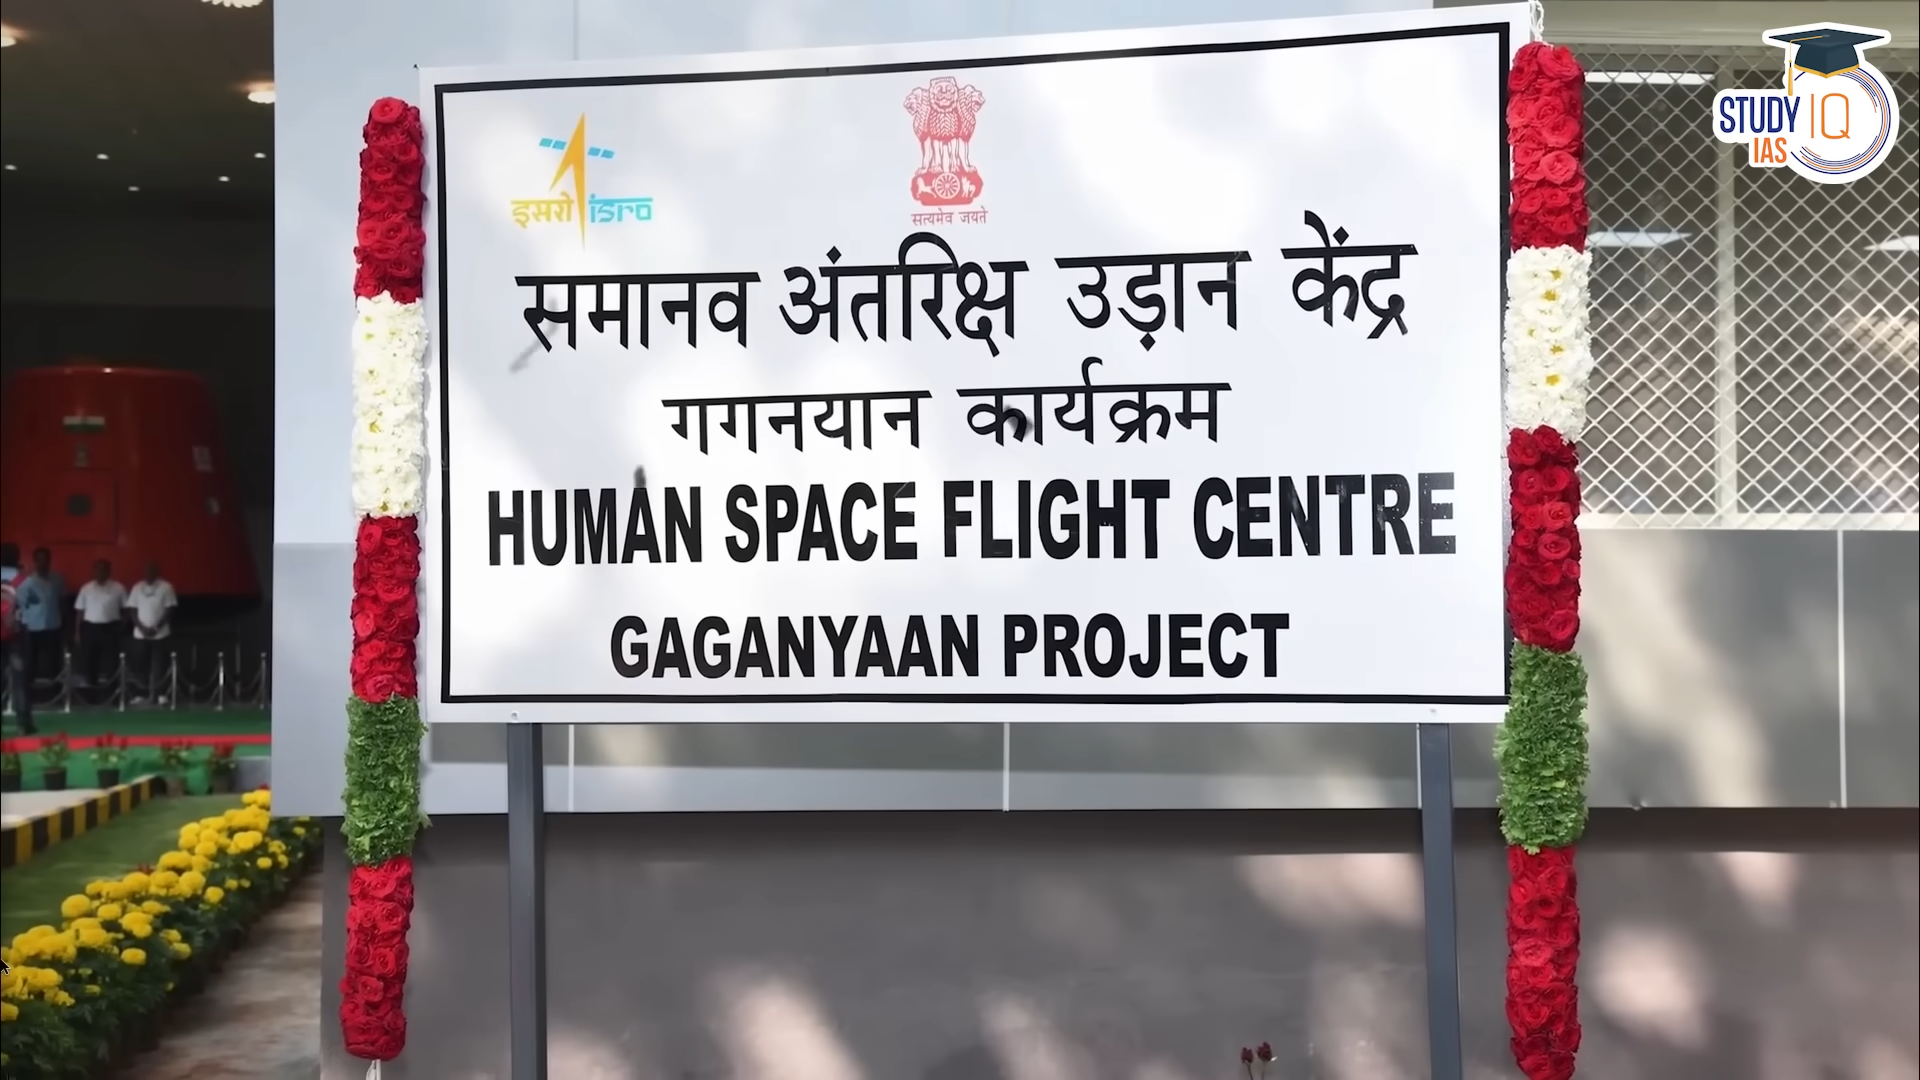 इसरो isro
सत्यमेव जयते
समानव अंतरिक्ष उड़ान केंद्र
गगनयान कार्यक्रम
HUMAN SPACE FLIGHT CENTRE
GAGANYAAN PROJECT
STUDY IQ
IAS